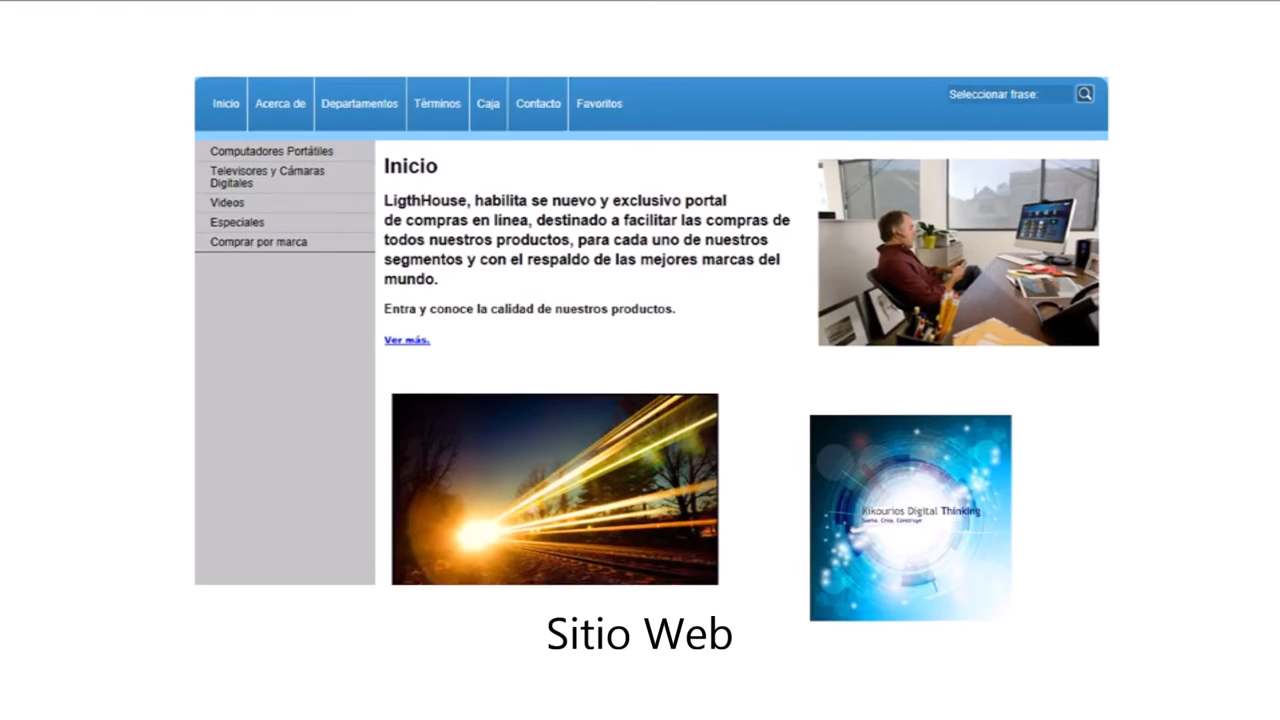 Inicio
Acerca de
Departamentos
Términos
Caja
Contacto
Favoritos
Seleccionar frase:
Computadores Portátiles
Televisores y Cámaras
Digitales
Videos
Especiales
Comprar por marca
Inicio
LigthHouse, habilita se nuevo y exclusivo portal
de compras en línea, destinado a facilitar las compras de
todos nuestros productos, para cada uno de nuestros
segmentos y con el respaldo de las mejores marcas del
mundo.
Entra y conoce la calidad de nuestros productos.
Ver más.
Kikourios Digital Thinking
Sueña. Crea. Construye
Sitio Web